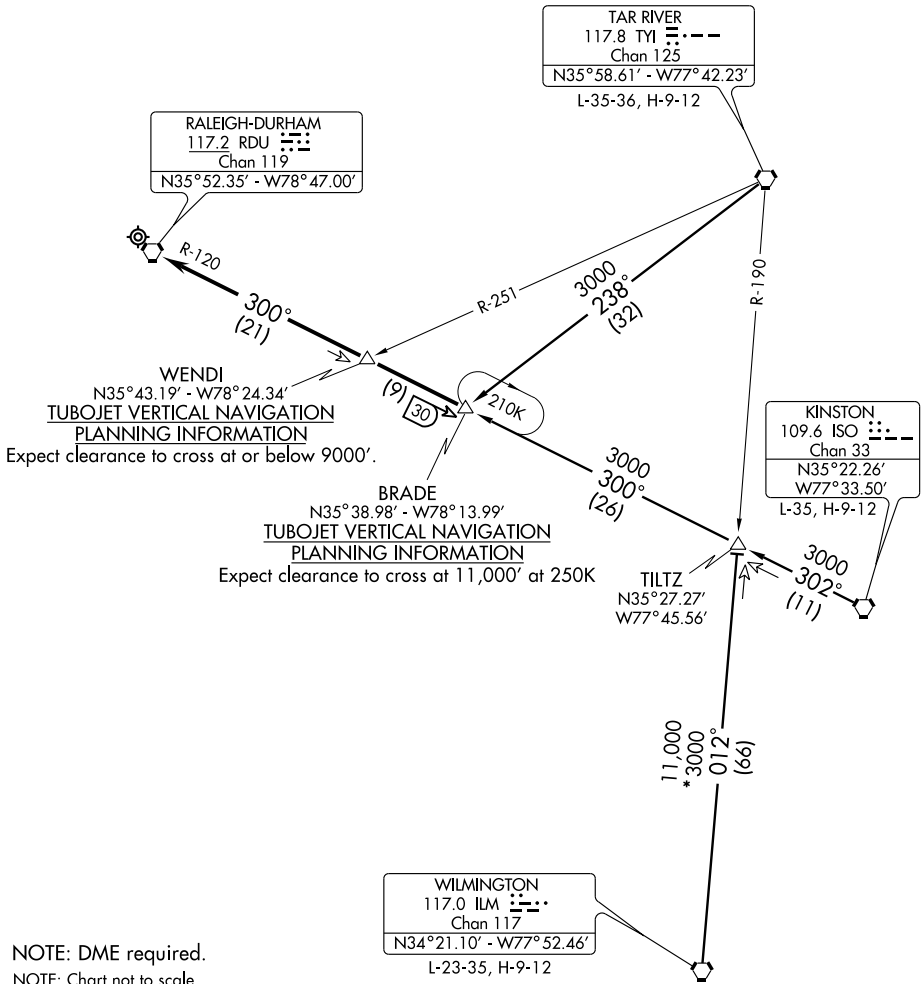 TAR RIVER
117.8 TYI
Chan 125
N35°58.61' - W77°42.23'
L-35-36, H-9-12
RALEIGH-DURHAM
117.2 RDU
Chan 119
N35°52.35' - W78°47.00'
R-120
300°
(21)
R-251
3000
238°
(32)
R-190
WENDI
N35°43.19' - W78°24.34'
TUBOJET VERTICAL NAVIGATION
PLANNING INFORMATION
Expect clearance to cross at or below 9000'.
(9)
30
210K
BRADE
N35°38.98' - W78°13.99'
TUBOJET VERTICAL NAVIGATION
PLANNING INFORMATION
Expect clearance to cross at 11,000' at 250K
3000
300°
(26)
KINSTON
109.6 ISO
Chan 33
N35°22.26'
W77°33.50'
L-35, H-9-12
TILTZ
N35°27.27'
W77°45.56'
3000
302°
(11)
11,000
*3000
012°
(66)
WILMINGTON
117.0 ILM
Chan 117
N34°21.10' - W77°52.46'
L-23-35, H-9-12
NOTE: DME required.
NOTE: Chart not to scale